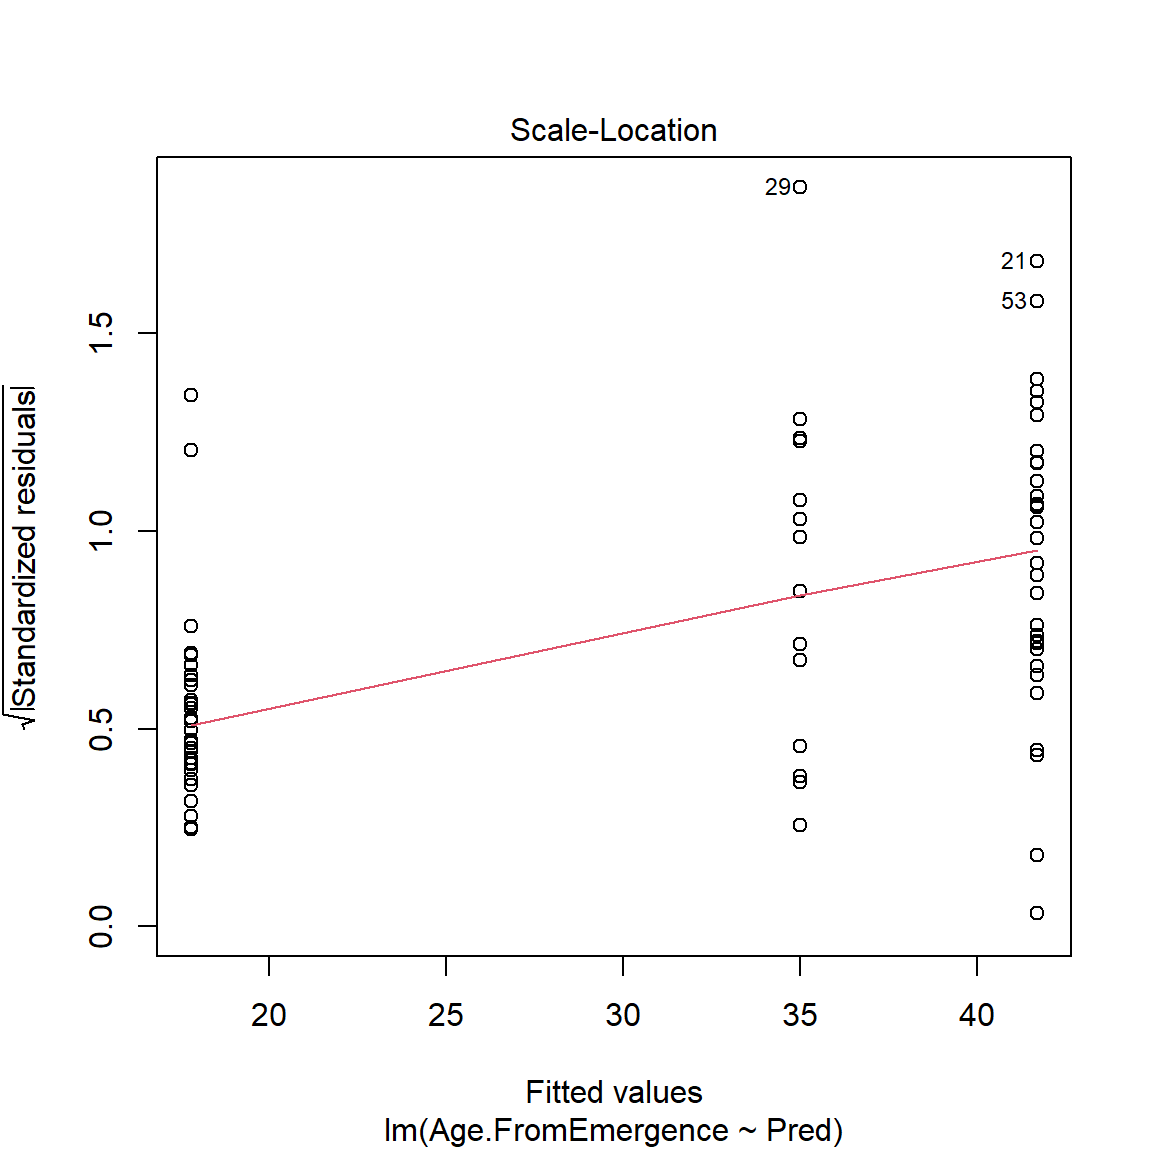 Scale-Location
29
21
53
√|Standardized residuals|
1.5
1.0
0.5
0.0
20 25 30 35 40
Fitted values
lm(Age.FromEmergence ~ Pred)